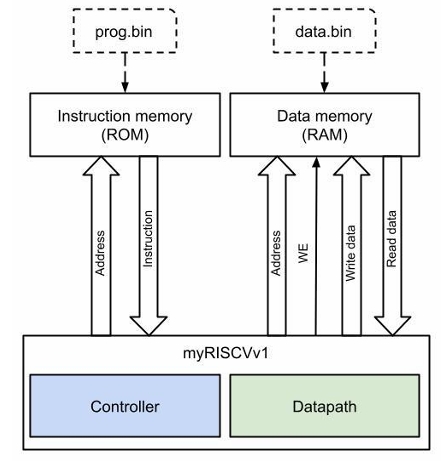 prog.bin
data.bin
Instruction memory
(ROM)
Data memory
(RAM)
Address
Instruction
Address
WE
Write data
Read data
myRISCVv1
Controller
Datapath